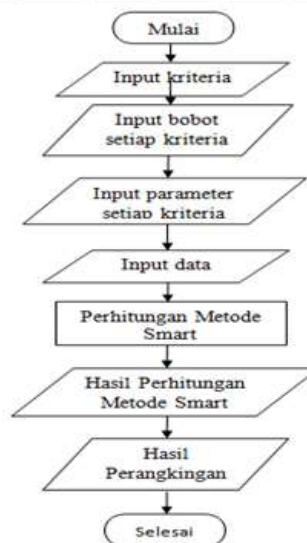 Mulai
Input kriteria
Input bobot
setiap kriteria
Input parameter
setiap kriteria
Input data
Perhitungan Metode
Smart
Hasil Perhitungan
Metode Smart
Hasil
Perangkingan
Selesai